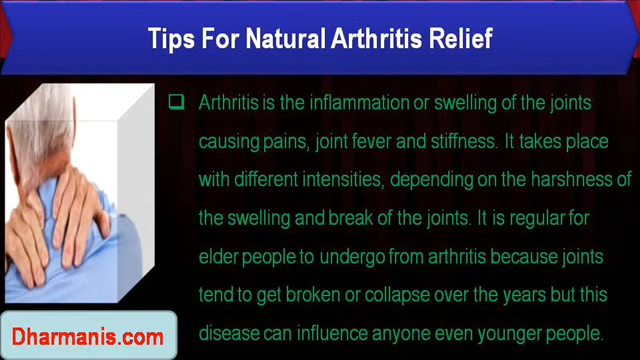 Tips For Natural Arthritis Relief
Arthritis is the inflammation or swelling of the joints
causing pains, joint fever and stiffness. It takes place
with different intensities, depending on the harshness of
the swelling and break of the joints. It is regular for
elder people to undergo from arthritis because joints
tend to get broken or collapse over the years but this
disease can influence anyone even younger people.
Dharmanis.com